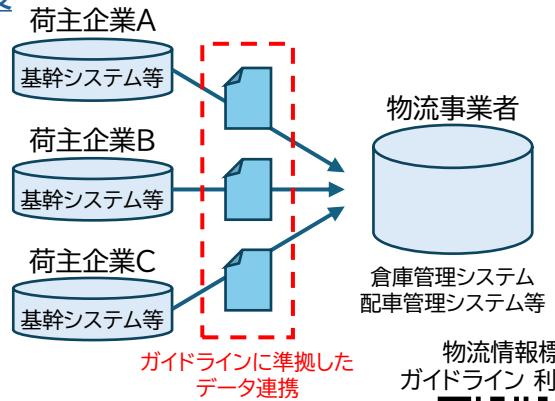 荷主企業A
基幹システム等
荷主企業B
基幹システム等
荷主企業C
基幹システム等
ガイドラインに準拠した
データ連携
物流事業者
倉庫管理システム
配車管理システム等
物流情報標
ガイドライン 利